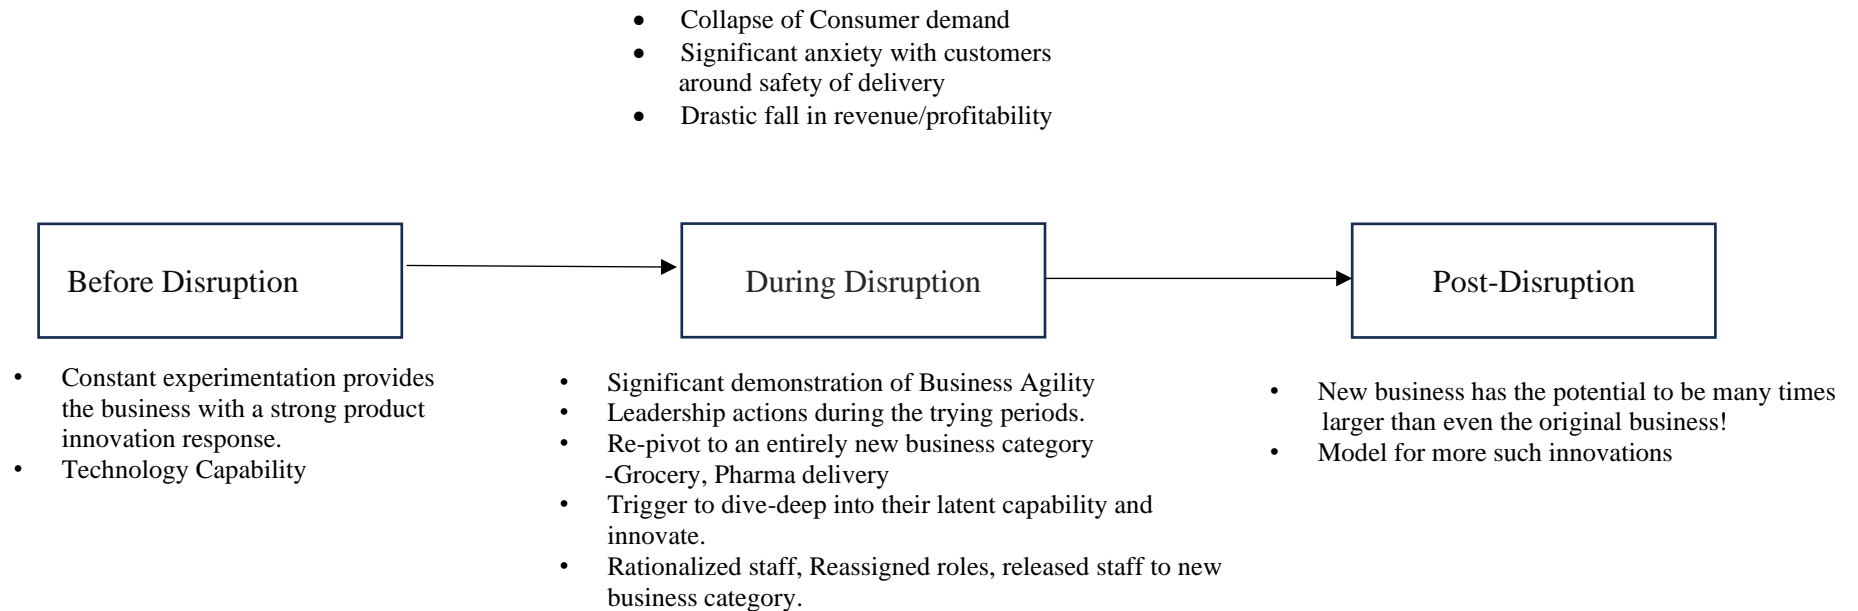 • Collapse of Consumer demand
• Significant anxiety with customers
around safety of delivery
• Drastic fall in revenue/profitability
Before Disruption
During Disruption
Post-Disruption
• Constant experimentation provides
the business with a strong product
innovation response.
• Technology Capability
• Significant demonstration of Business Agility
• Leadership actions during the trying periods.
• Re-pivot to an entirely new business category
-Grocery, Pharma delivery
• Trigger to dive-deep into their latent capability and
innovate.
• Rationalized staff, Reassigned roles, released staff to new
business category.
• New business has the potential to be many times
larger than even the original business!
• Model for more such innovations